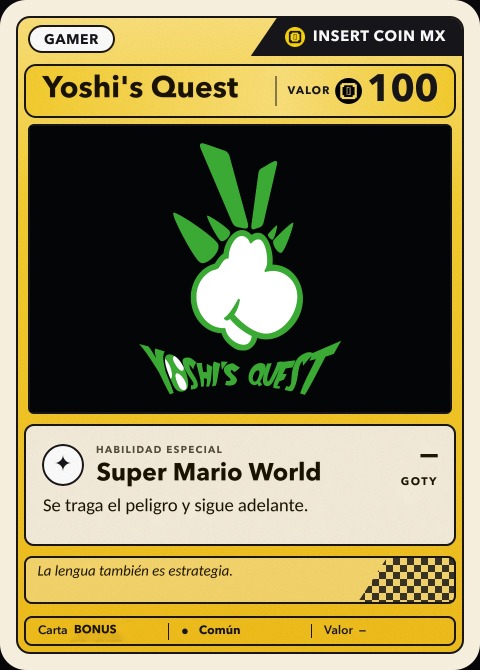 GAMER
INSERT COIN MX
Yoshi's Quest
VALOR 100
YOSHI'S QUEST
HABILIDAD ESPECIAL
Super Mario World
–
GOTY
Se traga el peligro y sigue adelante.
La lengua también es estrategia.
Carta BONUS
• Común
Valor –